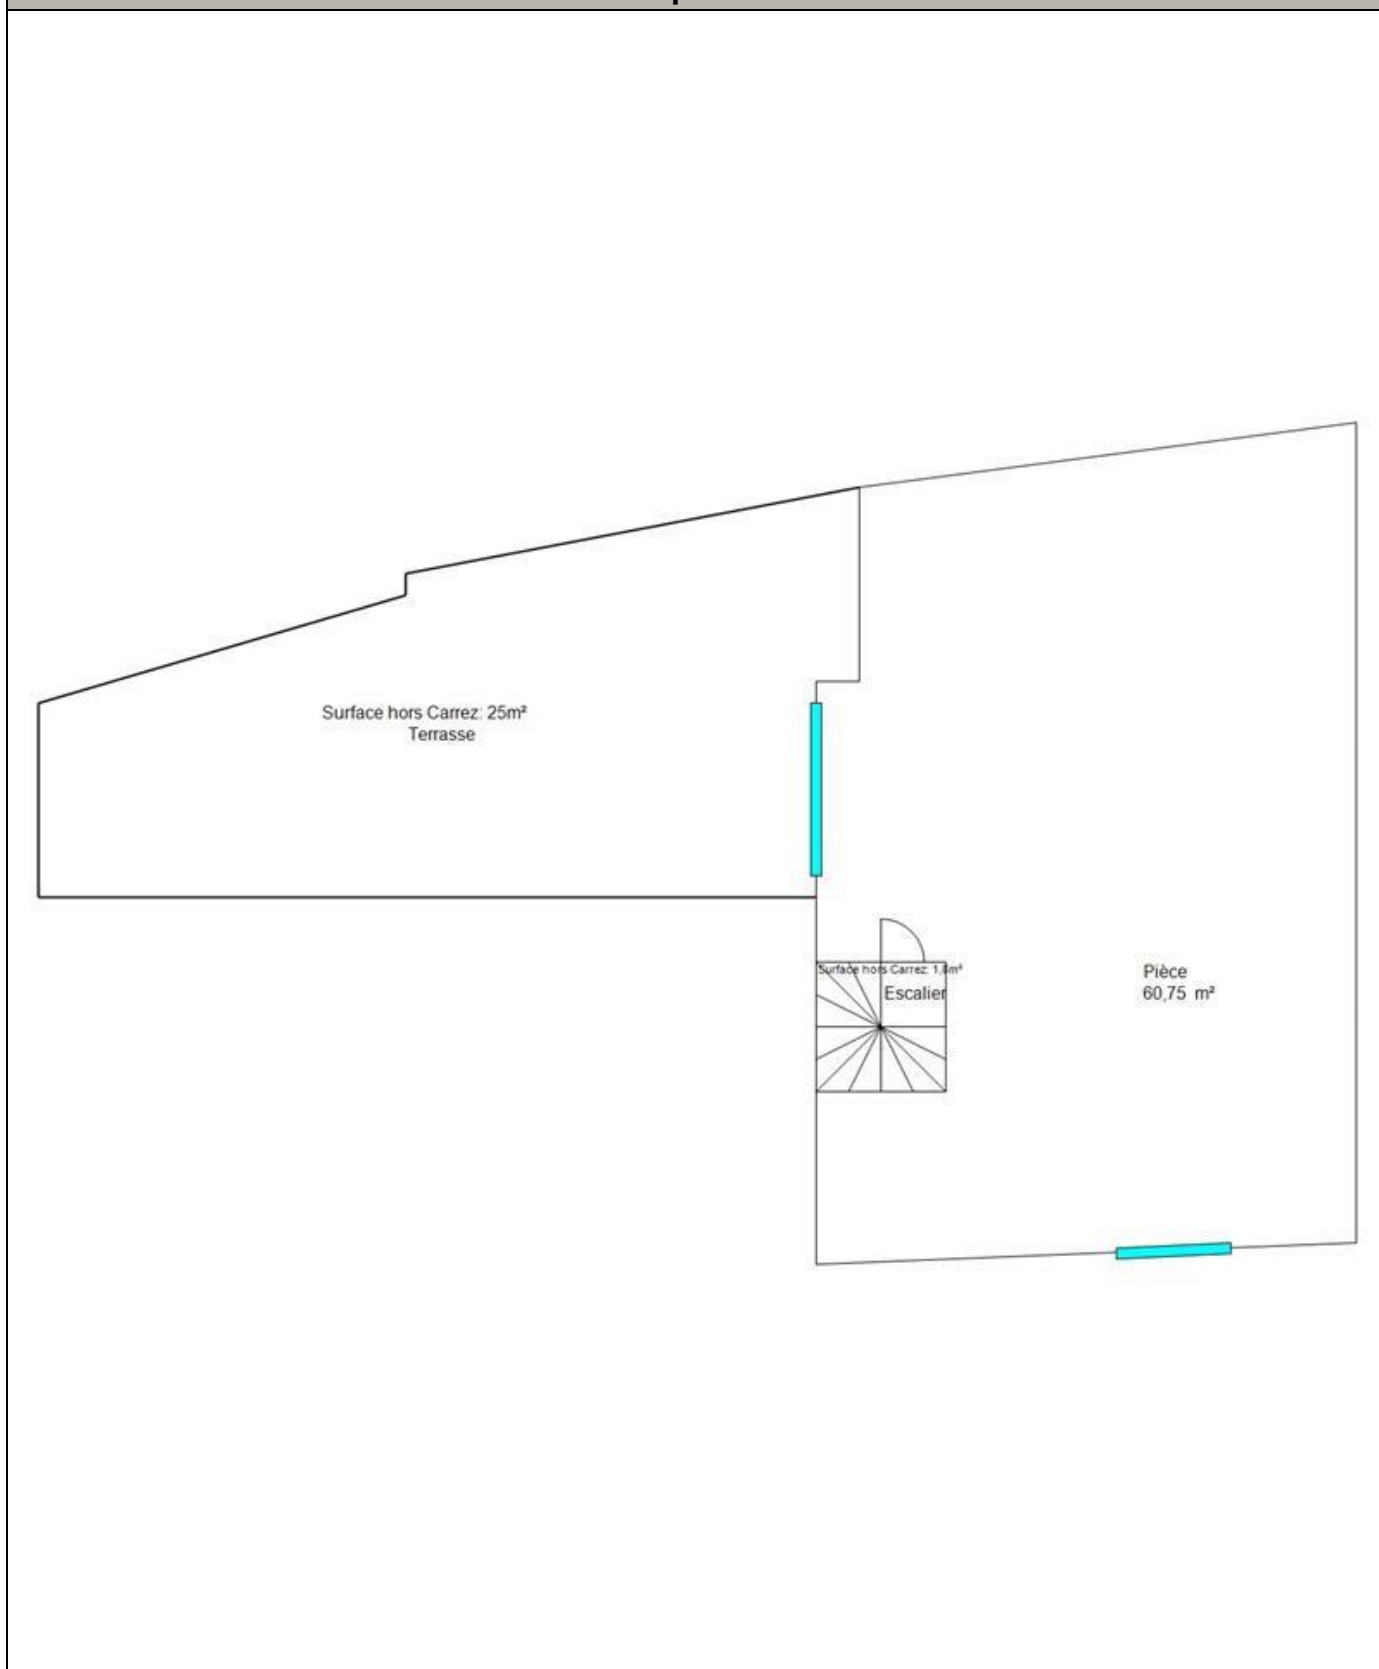 Surface hors Carrez: 25m²
Terrasse
Surface hors Carrez: 1,
Escalier
Pièce
60,75 m²